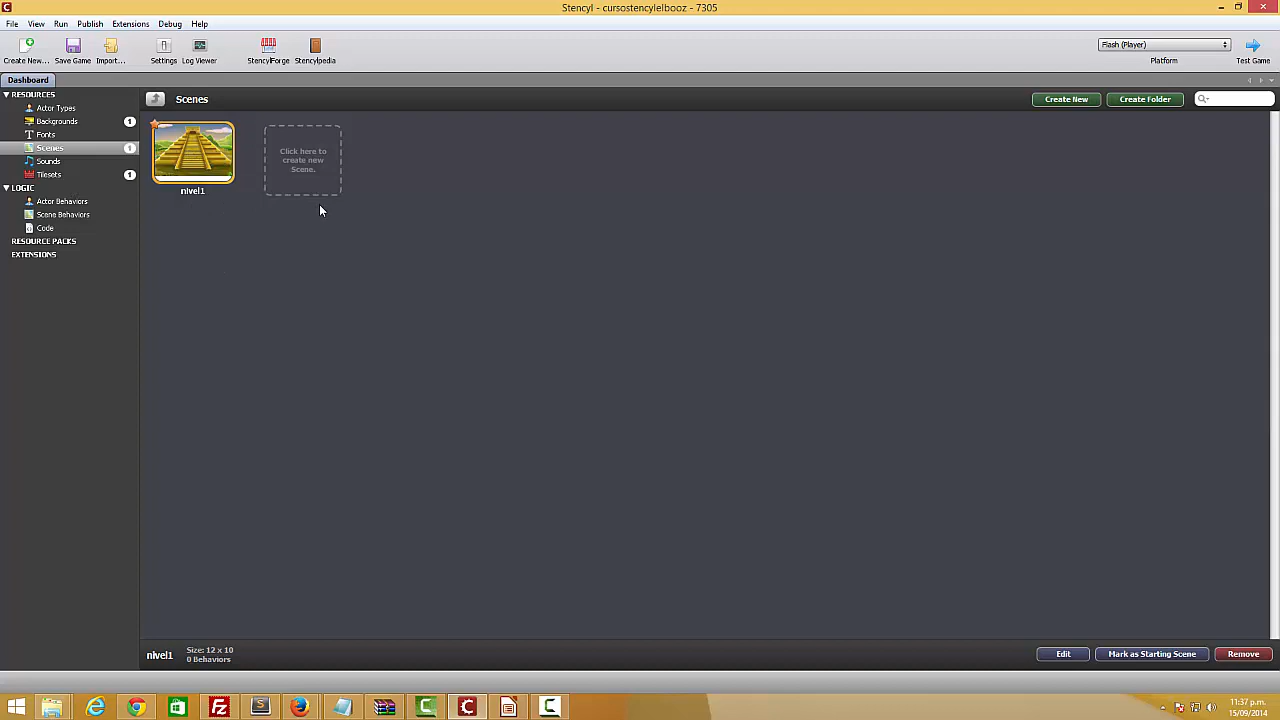 Stencyl - cursostencylelbooz - 7305
File View Run Publish Extensions Debug Help
Create New... Save Game Import... Settings Log Viewer StencylForge Stencylpedia
Flash (Player)
Platform
Test Game
Dashboard
RESOURCES
Actor Types
Backgrounds 1
Fonts
Scenes 1
Sounds
Tilesets 1
LOGIC
Actor Behaviors
Scene Behaviors
Code
RESOURCE PACKS
EXTENSIONS
Scenes
Create New
Create Folder
Click here to
create new
Scene.
nivel1
nivel1
Size: 12 x 10
0 Behaviors
Edit
Mark as Starting Scene
Remove
11:37 p.m.
15/09/2014